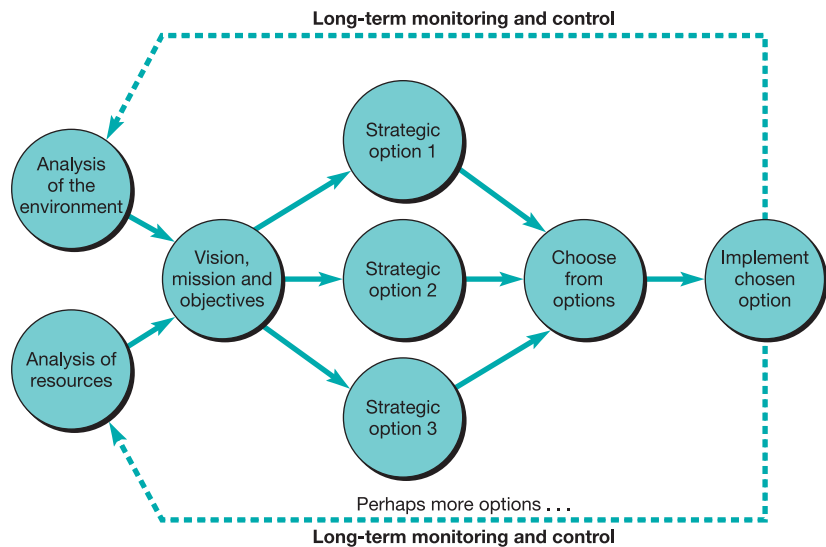 Long-term monitoring and control
Analysis
of the
environment
Analysis of
resources
Vision,
mission and
objectives
Strategic
option 1
Strategic
option 2
Strategic
option 3
Choose
from
options
Implement
chosen
option
Perhaps more options . . .
Long-term monitoring and control